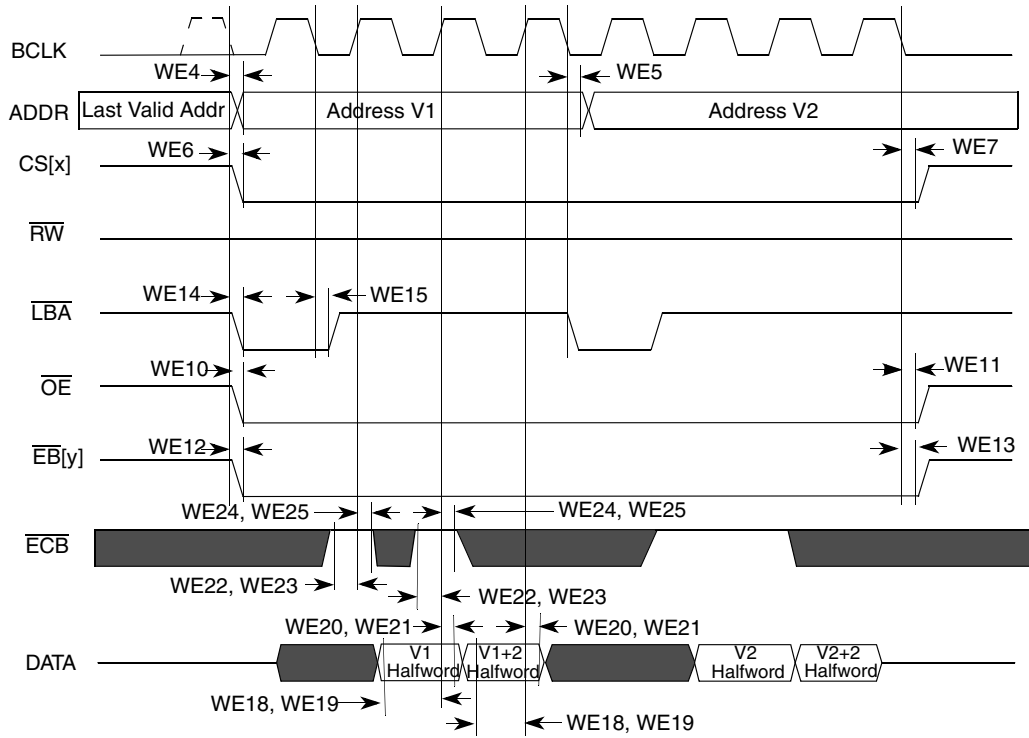 BCLK
WE4
WE5
ADDR
Last Valid Addr
Address V1
Address V2
WE6
WE7
CS[x]
RW
WE14
WE15
LBA
WE10
WE11
OE
WE12
WE13
EB[y]
WE24, WE25
WE24, WE25
ECB
WE22, WE23
WE22, WE23
WE20, WE21
WE20, WE21
DATA
V1
Halfword
V1+2
Halfword
V2
Halfword
V2+2
Halfword
WE18, WE19
WE18, WE19